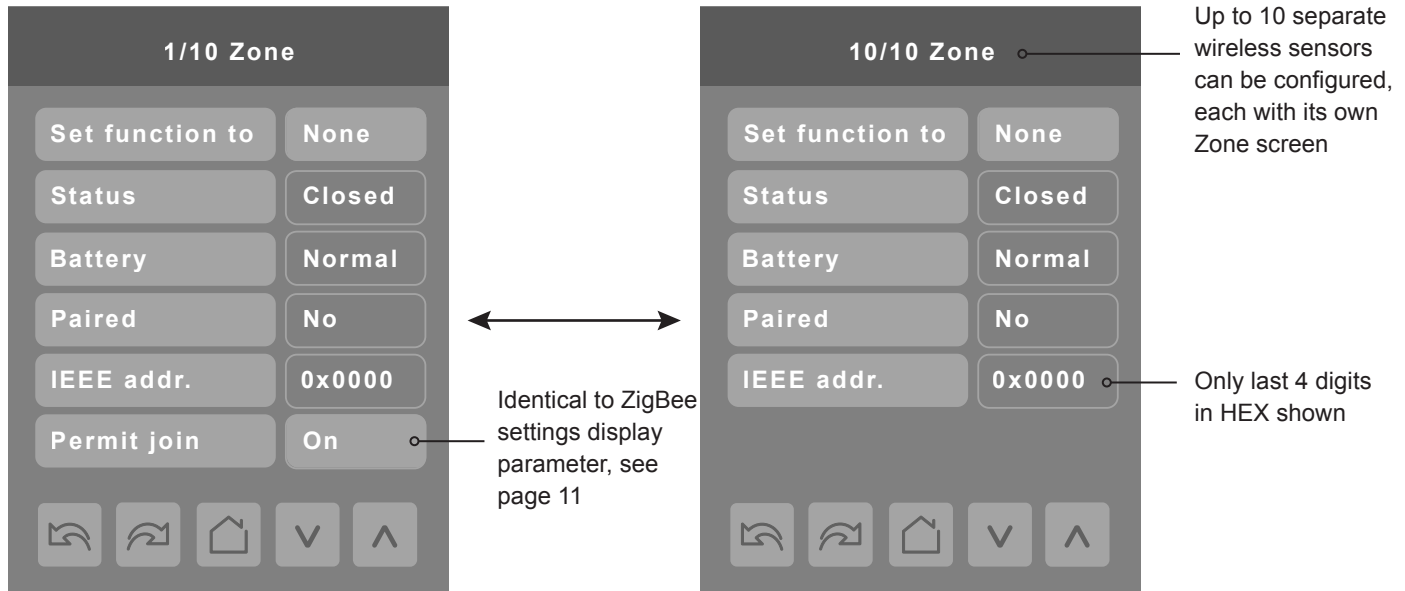 1/10 Zone
Set function to None
Status Closed
Battery Normal
Paired No
IEEE addr. 0x0000
Permit join On
Identical to ZigBee
settings display
parameter, see
page 11
10/10 Zone
Set function to None
Status Closed
Battery Normal
Paired No
IEEE addr. 0x0000
Up to 10 separate
wireless sensors
can be configured,
each with its own
Zone screen
Only last 4 digits
in HEX shown